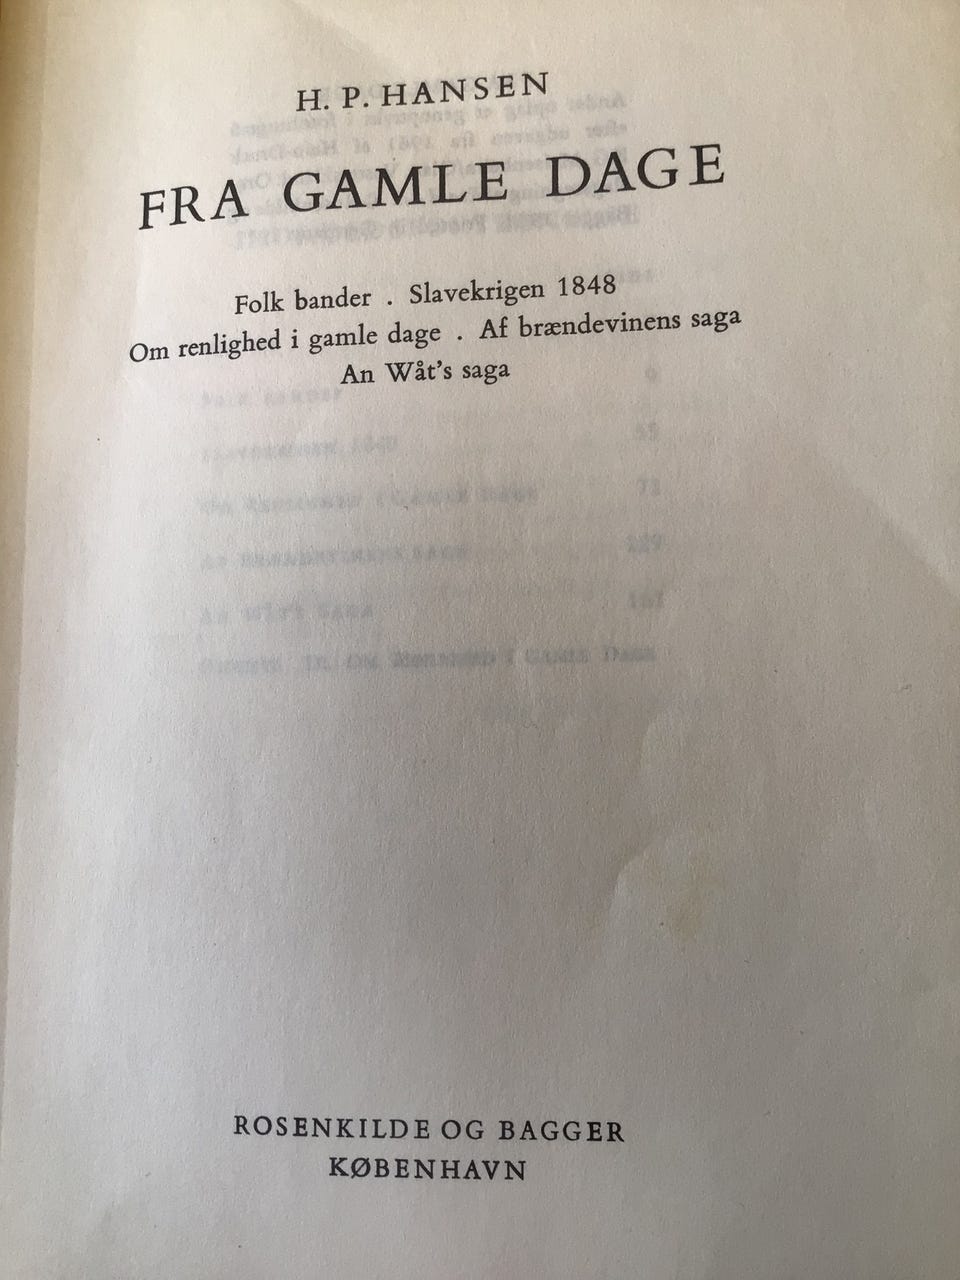 H. P. HANSEN
FRA GAMLE DAGE
Folk bander . Slavekrigen 1848
Om renlighed i gamle dage . Af brændevinens saga
An Wåt's saga
ROSENKILDE OG BAGGER
KØBENHAVN